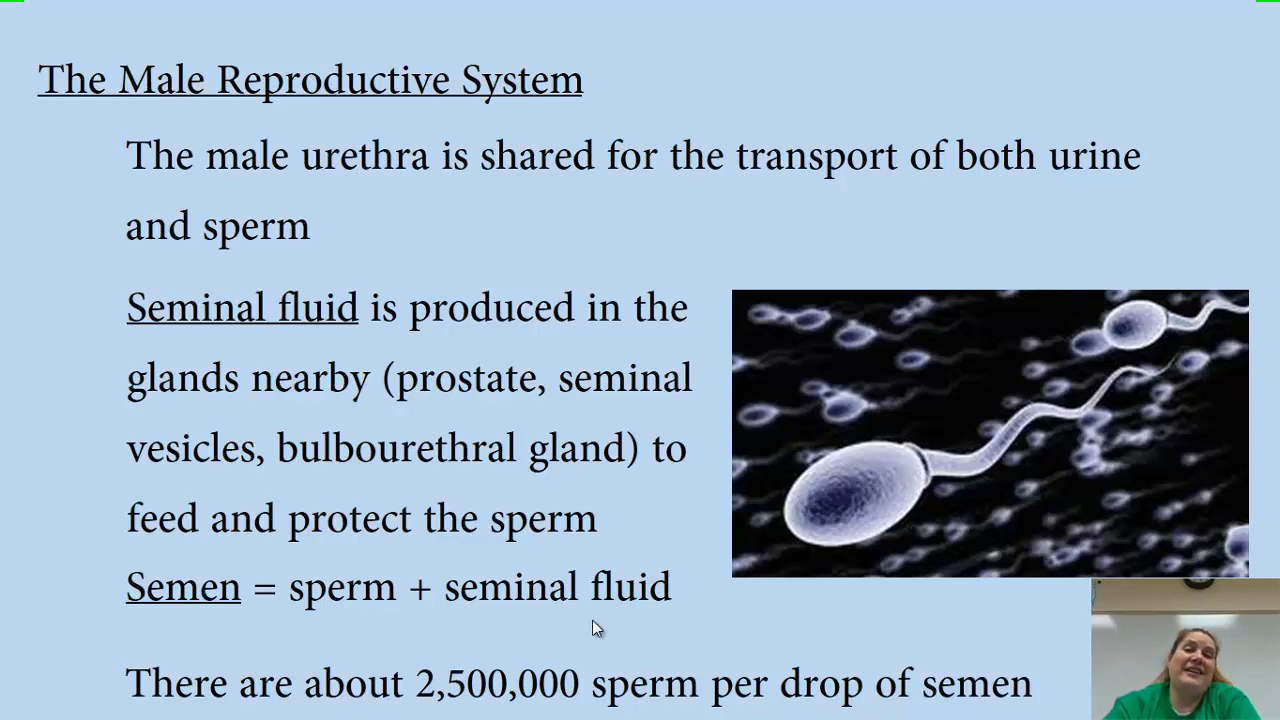 The Male Reproductive System
The male urethra is shared for the transport of both urine
and sperm
Seminal fluid is produced in the
glands nearby (prostate, seminal
vesicles, bulbourethral gland) to
feed and protect the sperm
Semen = sperm + seminal fluid
There are about 2,500,000 sperm per drop of semen